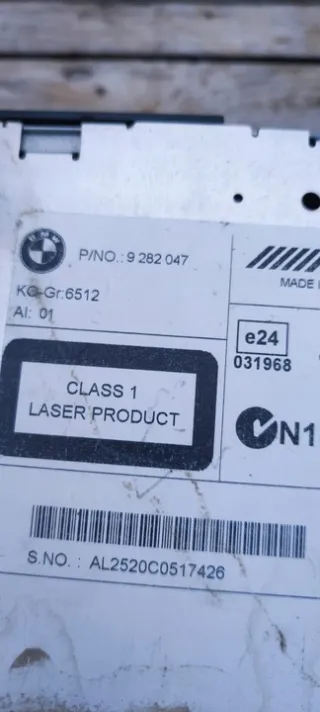 BMW
P/NO.: 9 282 047
KG-Gr:6512
AI: 01
MADE
e24
031968
CLASS 1
LASER PRODUCT
N1
S.NO. : AL2520C0517426